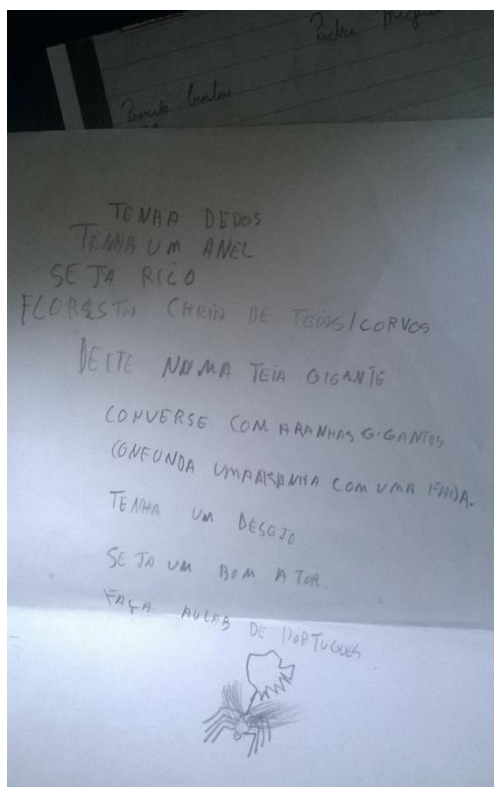 TENHA DEDOS
TENHA UM ANEL
SEJA RICO
FLORESTA CHEIA DE TEIAS/CORVOS
DEITE NUMA TEIA GIGANTE
CONVERSE COM ARANHAS GIGANTES
CONFUNDA UMA ARANHA COM UMA FADA.
TENHA UM DESEJO
SEJA UM BOM ATOR
FAÇA AULAS DE PORTUGUES